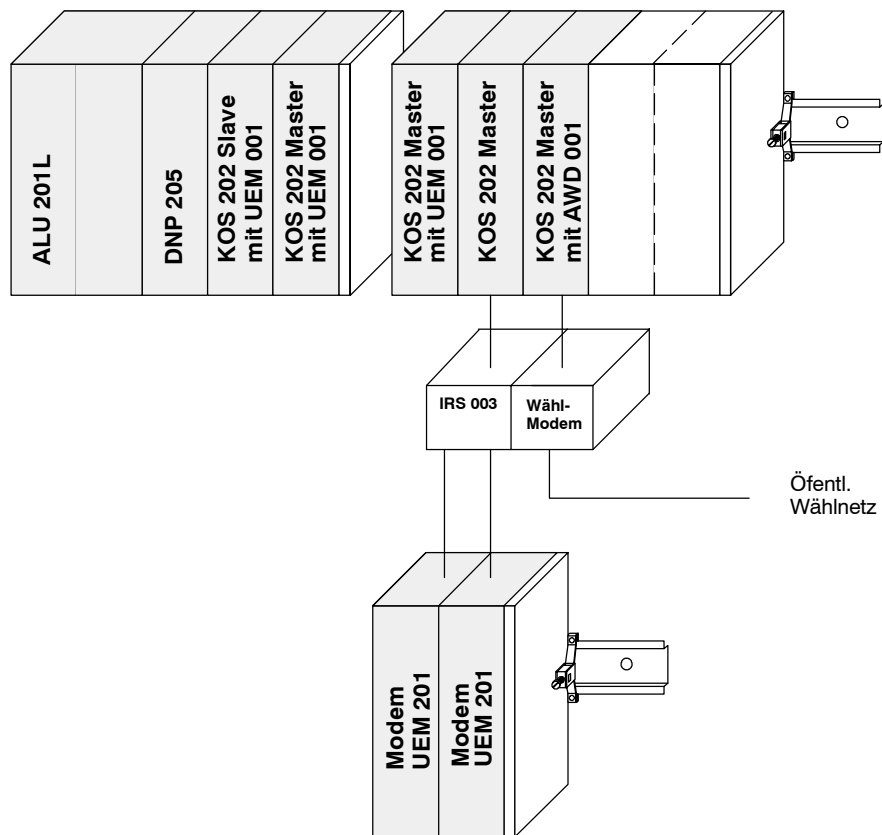 ALU 201L
DNP 205
KOS 202 Slave
mit UEM 001
KOS 202 Master
mit UEM 001
KOS 202 Master
mit UEM 001
KOS 202 Master
KOS 202 Master
mit AWD 001
IRS 003
Wähl-
Modem
Öfentl.
Wählnetz
Modem
UEM 201
Modem
UEM 201